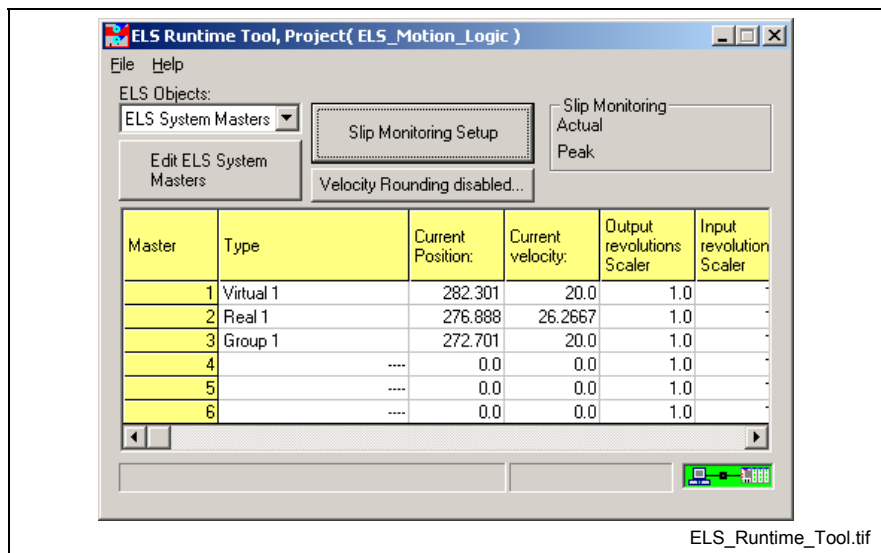 ELS Runtime Tool, Project( ELS_Motion_Logic )
File Help
ELS Objects:
ELS System Masters
Edit ELS System
Masters
Slip Monitoring Setup
Velocity Rounding disabled...
Slip Monitoring
Actual
Peak
Master Type Current Position: Current velocity: Output revolutions Scaler Input revolution Scaler
1 Virtual 1 282.301 20.0 1.0
2 Real 1 276.888 26.2667 1.0
3 Group 1 272.701 20.0 1.0
4 ---- 0.0 0.0 1.0
5 ---- 0.0 0.0 1.0
6 ---- 0.0 0.0 1.0
ELS_Runtime_Tool.tif